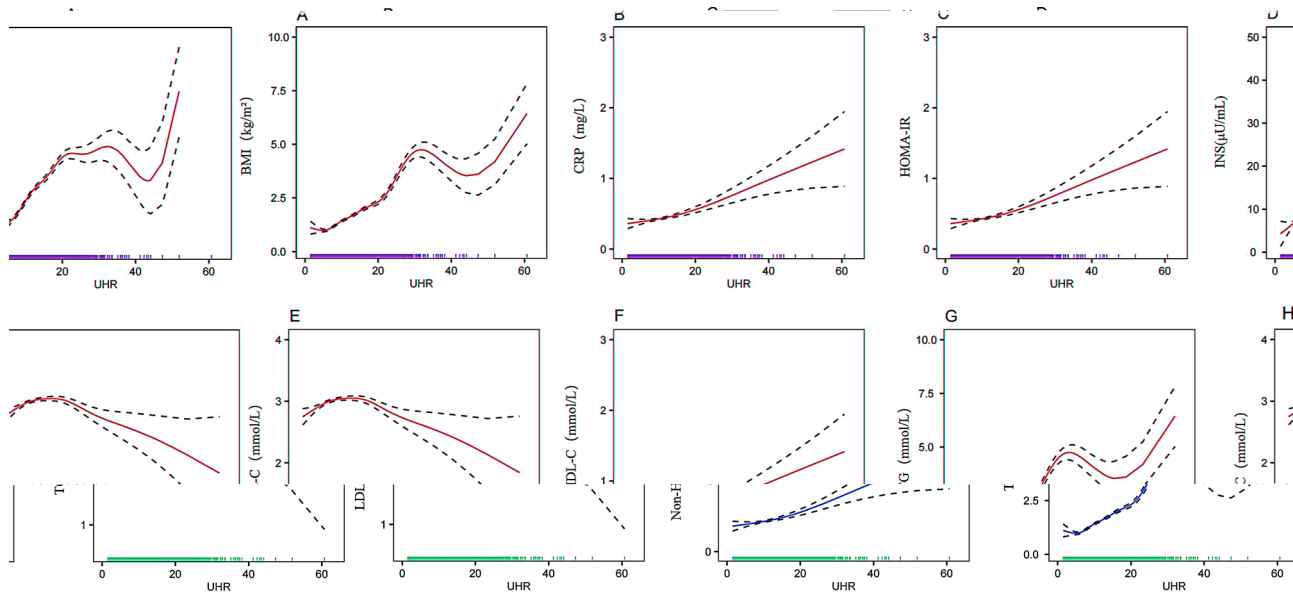 A B C D
10.0 3 3 50
7.5 2 2 40
5.0 1 1 30
2.5 0 0 20
0.0 10
0
BMI (kg/m²) CRP (mg/L) HOMA-IR INS(μU/mL)
20 40 60 0 20 40 60 0 20 40 60 0 20 40 60
UHR UHR UHR UHR
E F G H
4 3 10.0 4
3 2 7.5 3
2 1 5.0 2
-C (mmol/L) DL-C (mmol/L) G (mmol/L) (mmol/L)
LDL Non-H T
1 1 0 2.5
0.0
0 20 40 60 0 20 40 60 0 20 40 60 0 20 40 60
UHR UHR UHR UHR